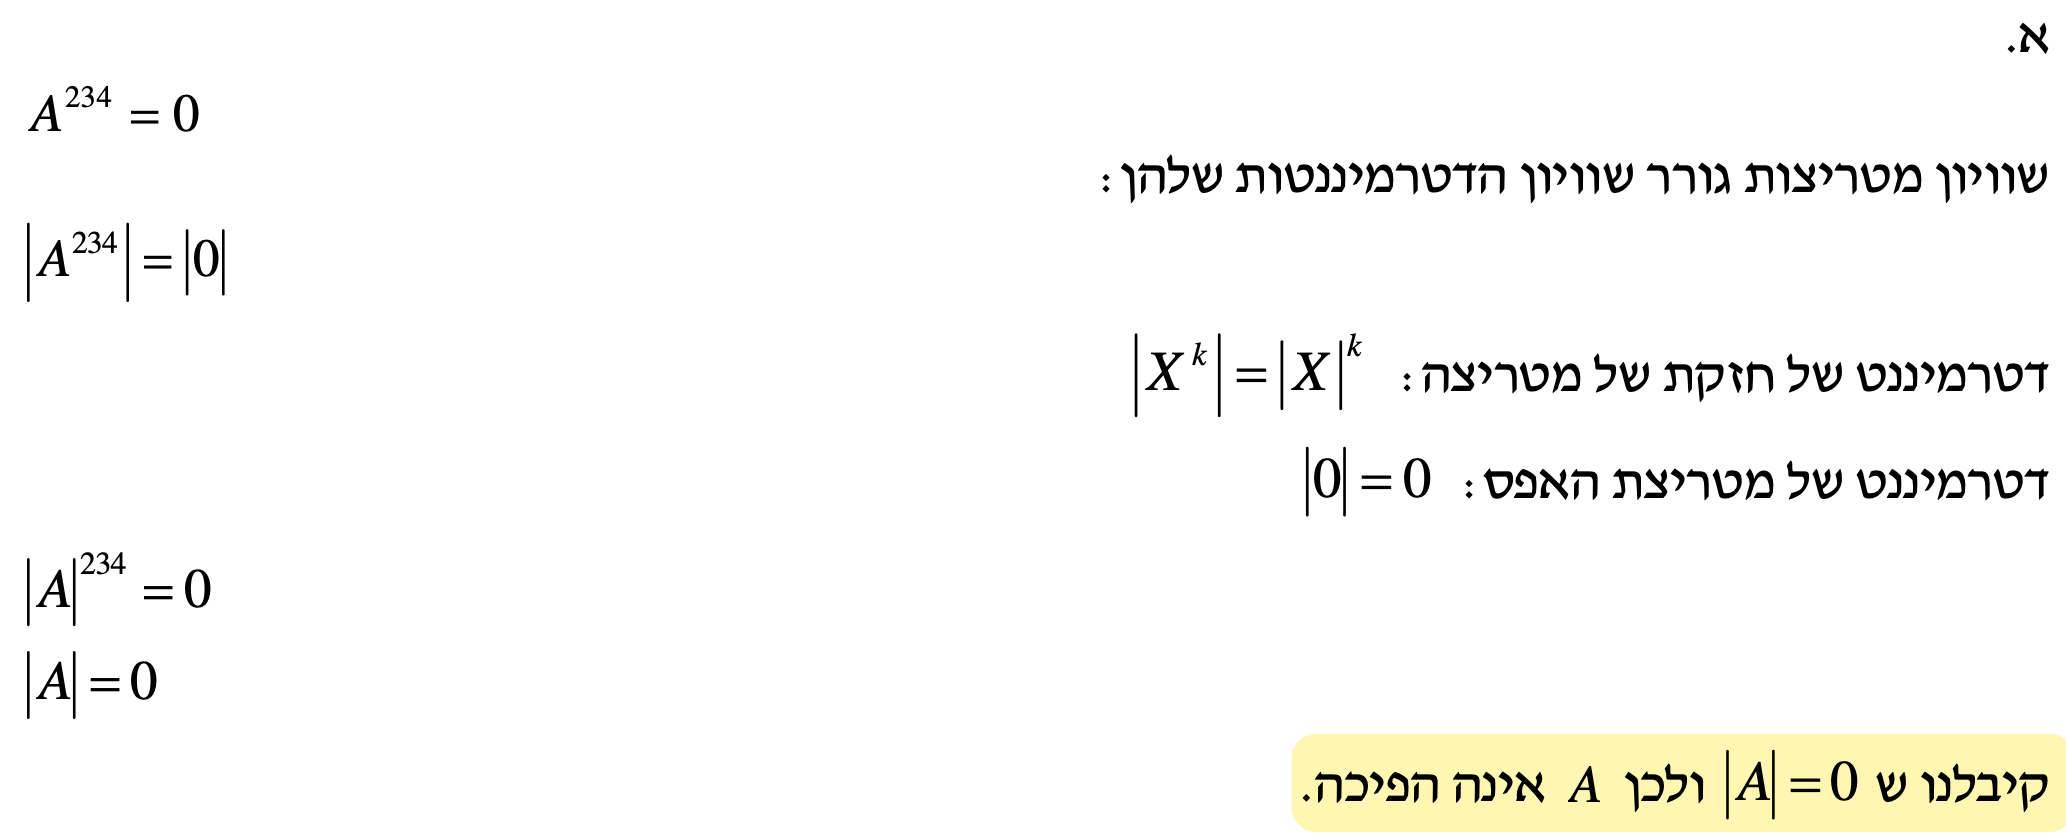 א.
A^234 = 0
שוויון מטריצות גורר שוויון הדטרמיננטות שלהן:
|A^234| = |0|
דטרמיננט של חזקת של מטריצה: |X^k| = |X|^k
דטרמיננט של מטריצת האפס: |0| = 0
|A|^234 = 0
|A| = 0
קיבלנו ש |A| = 0 ולכן A אינה הפיכה.